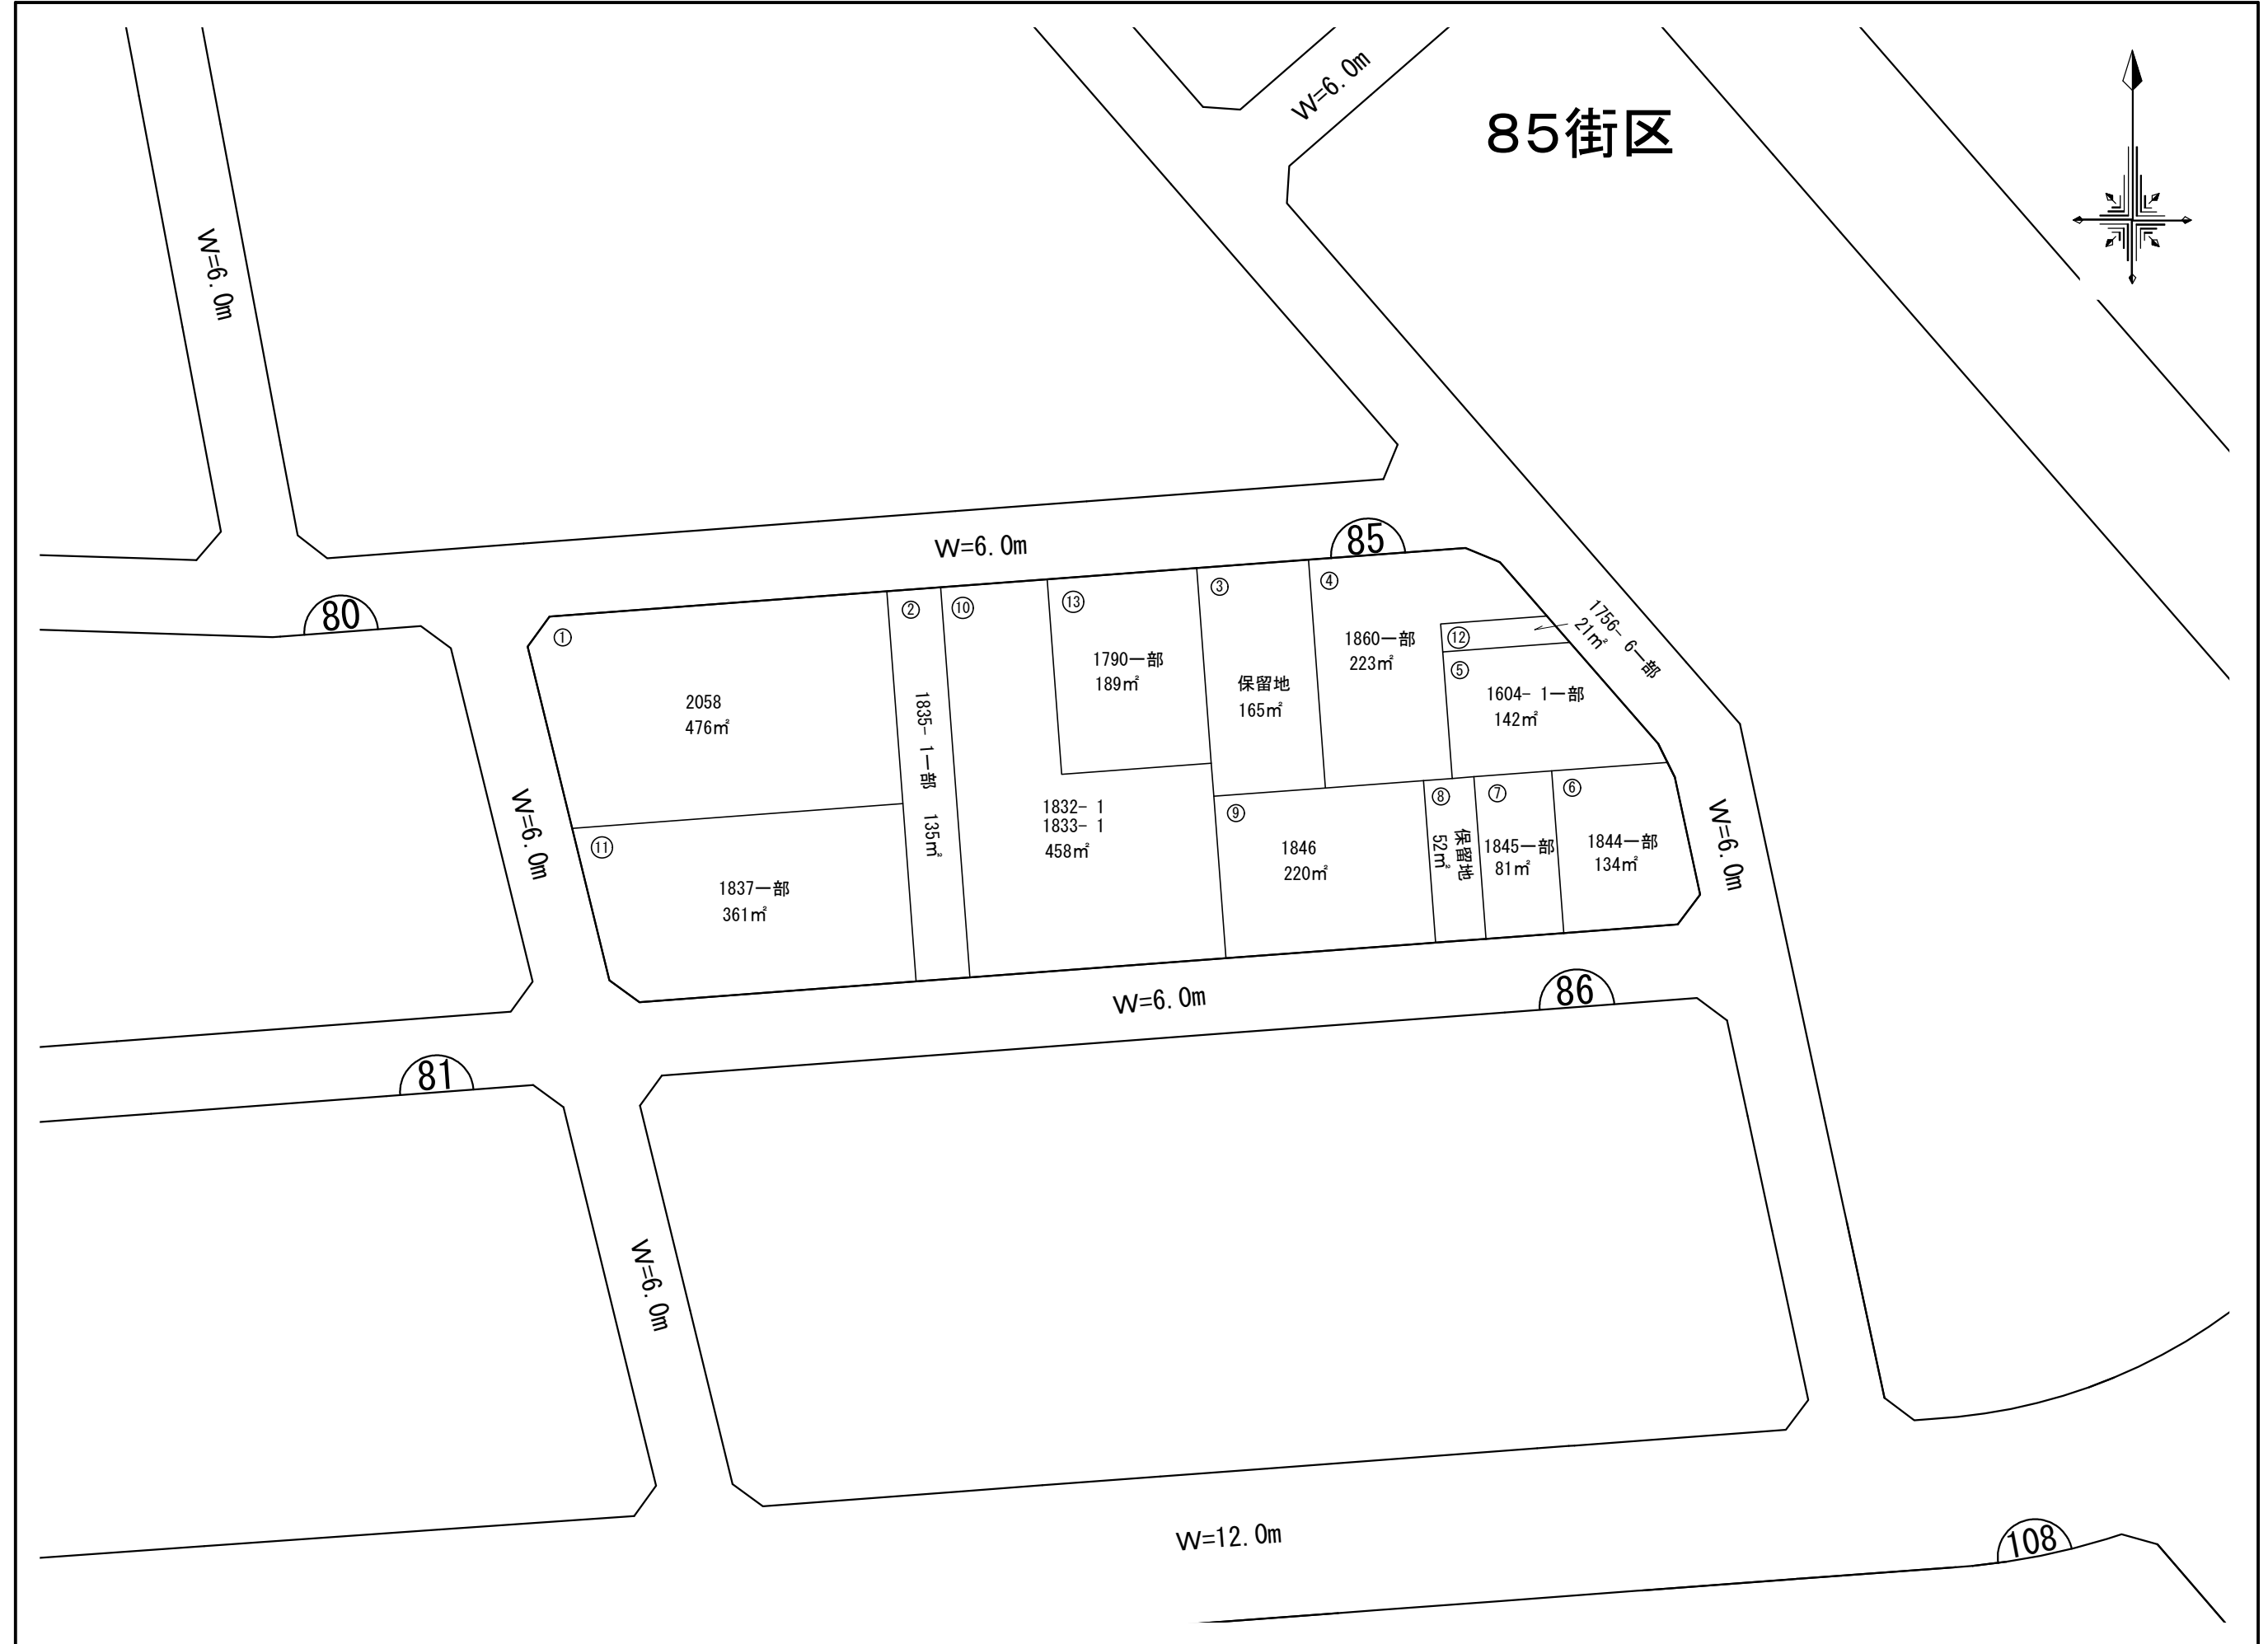 85街区
W=6.0m
W=6.0m
W=6.0m
85
80
①
2058
476㎡
②
1835-1一部 135㎡
⑩
1832-1
1833-1
458㎡
⑬
1790一部
189㎡
③
保留地
165㎡
④
1860一部
223㎡
⑫
1756-6一部
21㎡
⑤
1604-1一部
142㎡
⑪
1837一部
361㎡
⑨
1846
220㎡
⑧
保留地
52㎡
⑦
1845一部
81㎡
⑥
1844一部
134㎡
W=6.0m
W=6.0m
W=6.0m
86
81
W=6.0m
W=12.0m
108